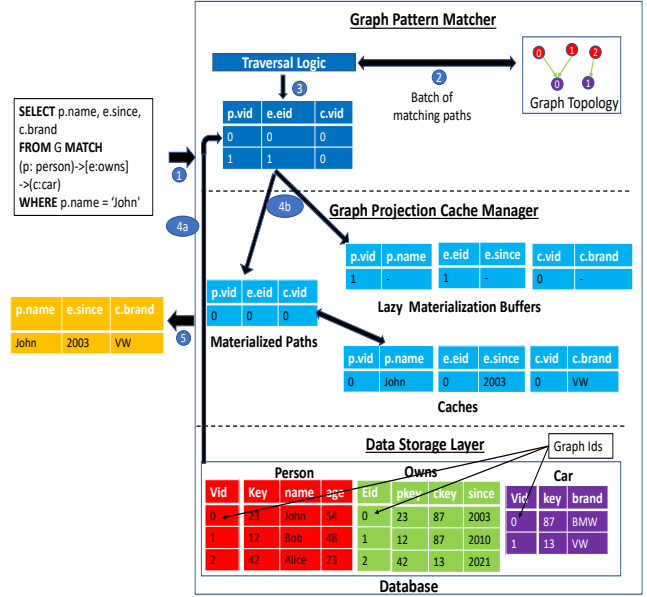 Graph Pattern Matcher
Traversal Logic
2
Batch of
matching paths
0 1 2
0 1
Graph Topology
3
p.vid e.eid c.vid
0 0 0
1 1 0
SELECT p.name, e.since,
c.brand
FROM G MATCH
(p: person)->[e:owns]
->(c:car)
WHERE p.name = ‘John'
1
4a
4b
Graph Projection Cache Manager
p.vid p.name
1 -
e.eid e.since
1 -
c.vid c.brand
0 -
Lazy Materialization Buffers
p.vid e.eid c.vid
0 0 0
Materialized Paths
5
p.name e.since c.brand
John 2003 VW
p.vid p.name
0 John
e.eid e.since
0 2003
c.vid c.brand
0 VW
Caches
Data Storage Layer
Graph Ids
Person
Vid Key name age
0 23 John 54
1 12 Bob 48
2 42 Alice 23
Owns
Eid pkey ckey since
0 23 87 2003
1 12 87 2010
2 42 13 2021
Car
Vid key brand
0 87 BMW
1 13 VW
Database